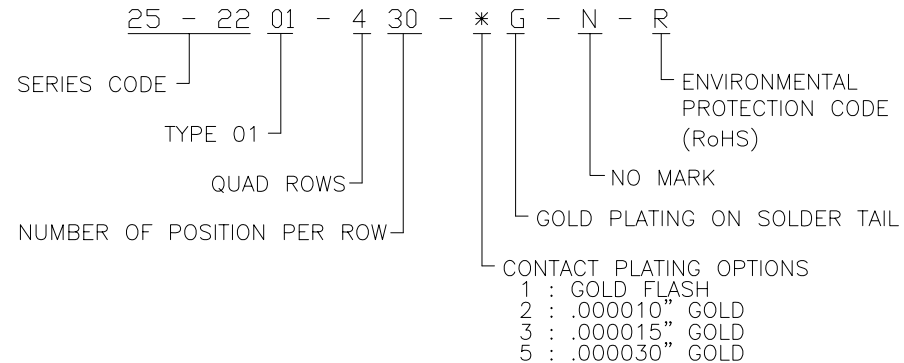 25 - 22 01 - 4 30 - * G - N - R
SERIES CODE
ENVIRONMENTAL
PROTECTION CODE
(RoHS)
TYPE 01
QUAD ROWS
NO MARK
GOLD PLATING ON SOLDER TAIL
NUMBER OF POSITION PER ROW
CONTACT PLATING OPTIONS
1 : GOLD FLASH
2 : .000010" GOLD
3 : .000015" GOLD
5 : .000030" GOLD